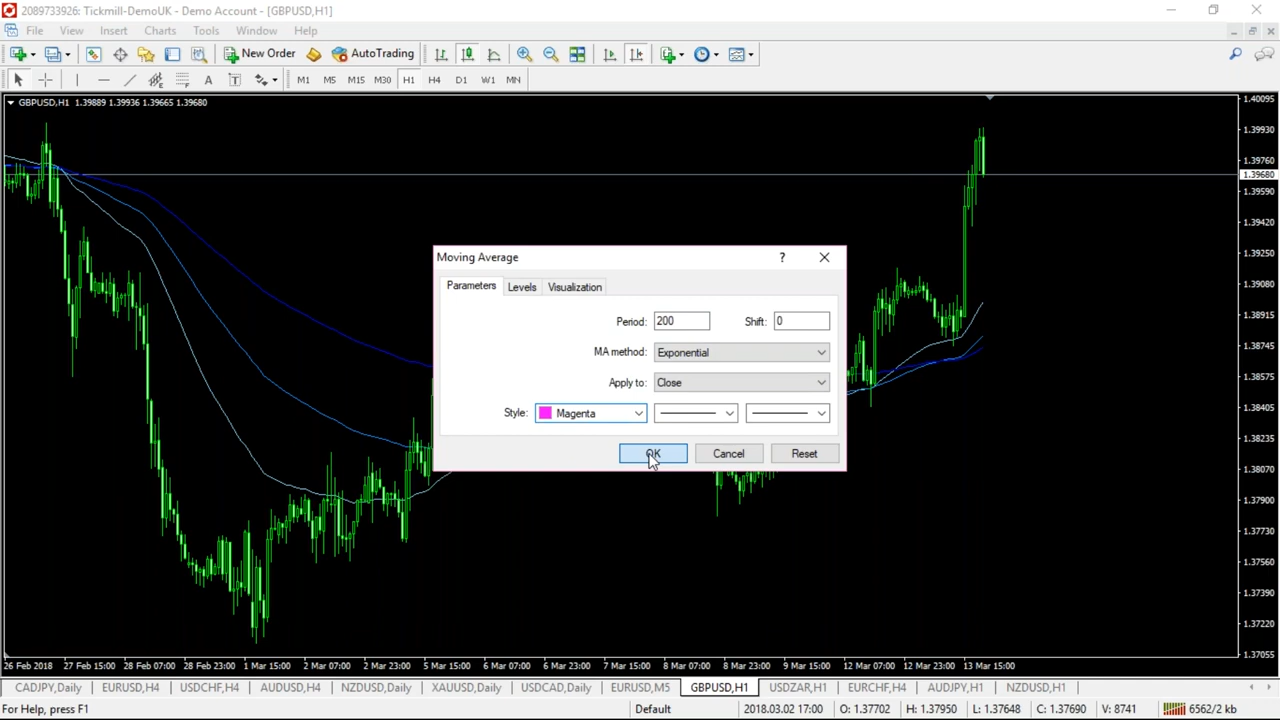 2089733926: Tickmill-DemoUK - Demo Account - [GBPUSD,H1]
File View Insert Charts Tools Window Help
New Order AutoTrading
A T M1 M5 M15 M30 H1 H4 D1 W1 MN
GBPUSD,H1 1.39889 1.39936 1.39665 1.39680
1.40095
1.39930
1.39760
1.39680
1.39590
1.39420
1.39250
1.39080
1.38915
1.38745
1.38575
1.38405
1.38235
1.38070
1.37900
1.37730
1.37560
1.37390
1.37220
1.37055
Moving Average ?
Parameters Levels Visualization
Period: 200 Shift: 0
MA method: Exponential
Apply to: Close
Style: Magenta
OK Cancel Reset
26 Feb 2018 27 Feb 15:00 28 Feb 07:00 28 Feb 23:00 1 Mar 15:00 2 Mar 07:00 2 Mar 23:00 5 Mar 15:00 6 Mar 07:00 6 Mar 23:00 7 Mar 15:00 8 Mar 07:00 8 Mar 23:00 9 Mar 15:00 12 Mar 07:00 12 Mar 23:00 13 Mar 15:00
CADJPY,Daily EURUSD,H4 USDCHF,H4 AUDUSD,H4 NZDUSD,Daily XAUUSD,Daily USDCAD,Daily EURUSD,M5 GBPUSD,H1 USDZAR,H1 EURCHF,H4 AUDJPY,H1 NZDUSD,H1
For Help, press F1 Default 2018.03.02 17:00 O: 1.37702 H: 1.37950 L: 1.37648 C: 1.37690 V: 8741 6562/2 kb